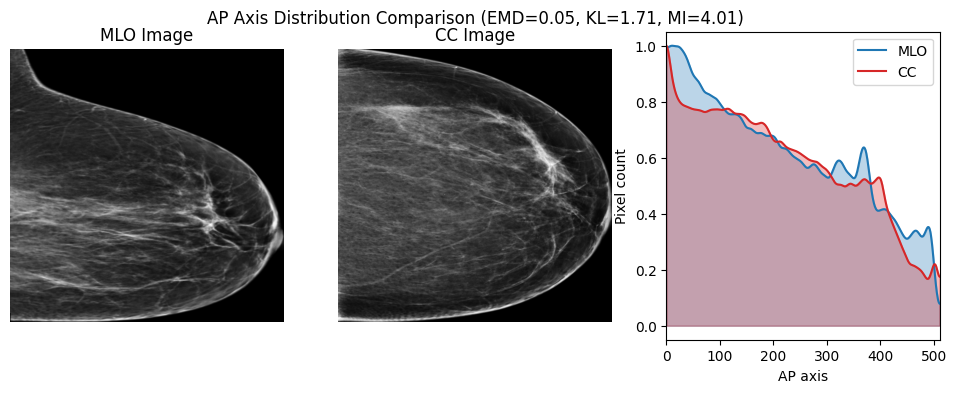 AP Axis Distribution Comparison (EMD=0.05, KL=1.71, MI=4.01)
MLO Image
CC Image
MLO
CC
Pixel count
1.0
0.8
0.6
0.4
0.2
0.0
0 100 200 300 400 500
AP axis